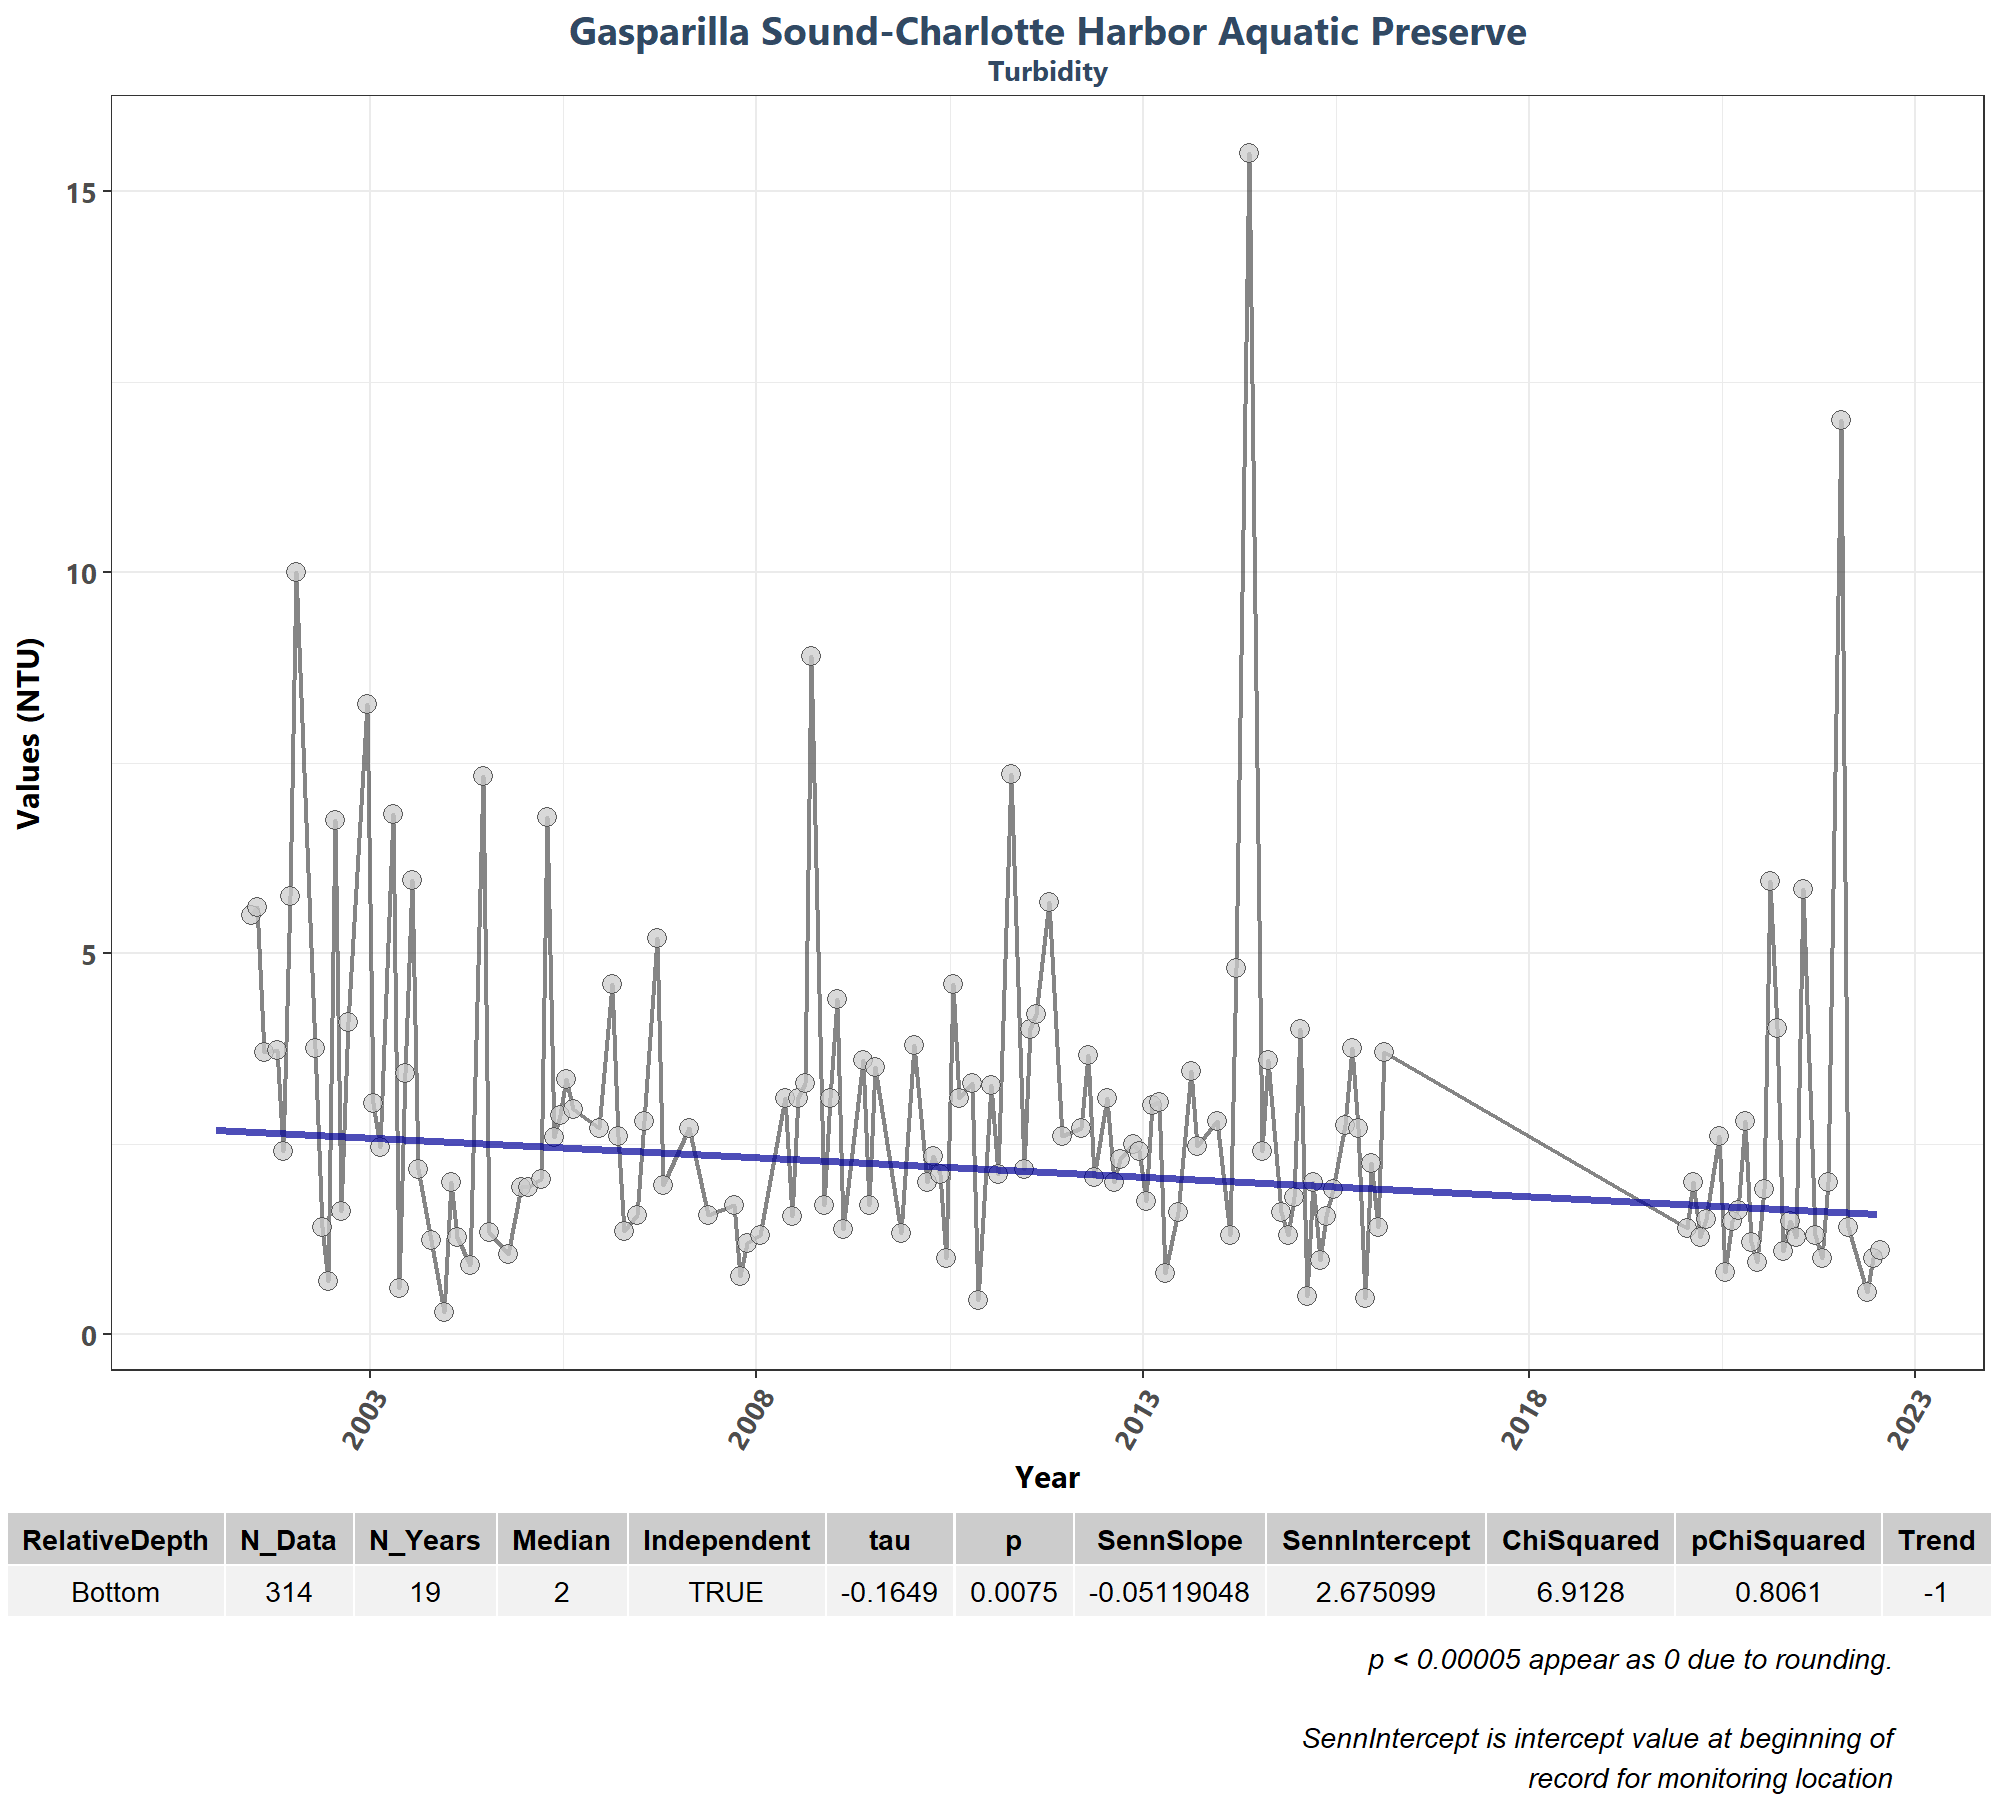 Gasparilla Sound-Charlotte Harbor Aquatic Preserve
Turbidity
Values (NTU)
15
10
5
0
2003 2008 2013 2018 2023
Year
RelativeDepth N_Data N_Years Median Independent tau p SennSlope SennIntercept ChiSquared pChiSquared Trend
Bottom 314 19 2 TRUE -0.1649 0.0075 -0.05119048 2.675099 6.9128 0.8061 -1
p < 0.00005 appear as 0 due to rounding.
SennIntercept is intercept value at beginning of
record for monitoring location